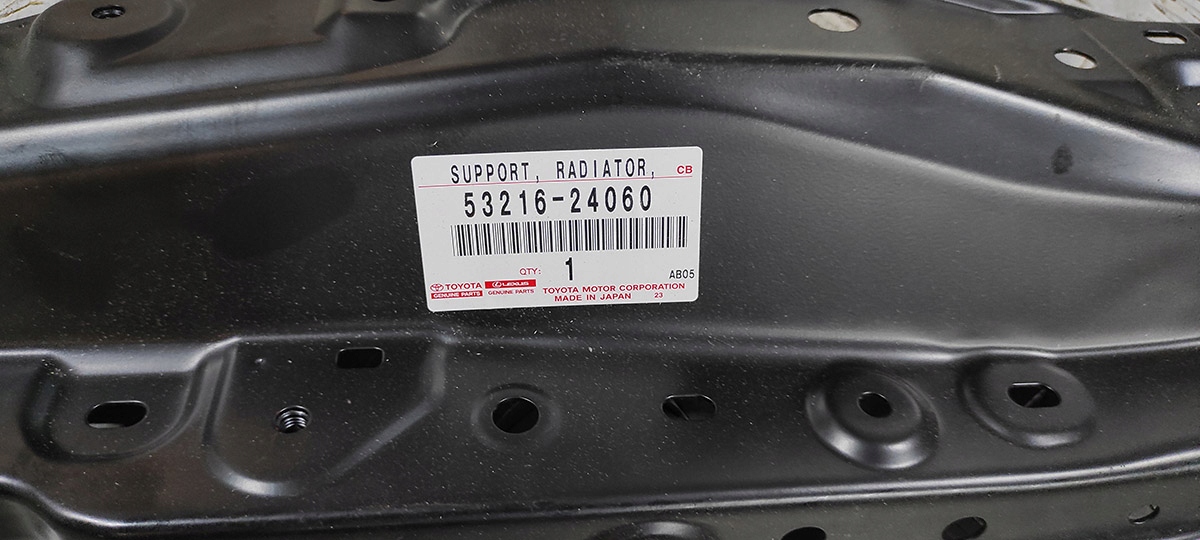 SUPPORT, RADIATOR, CB
53216-24060
QTY: 1 AB05
TOYOTA LEXUS TOYOTA MOTOR CORPORATION
GENUINE PARTS GENUINE PARTS MADE IN JAPAN 23